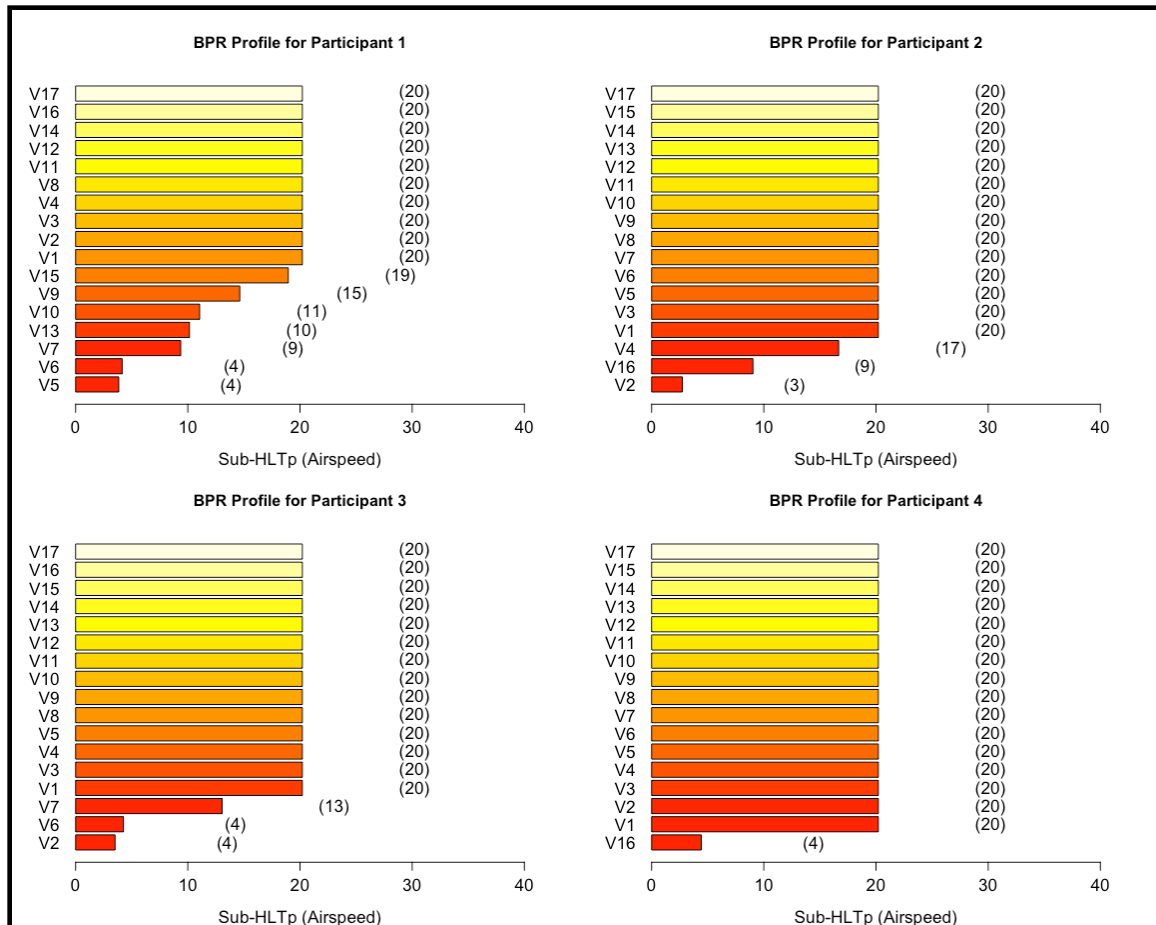 BPR Profile for Participant 1
V17 (20)
V16 (20)
V14 (20)
V12 (20)
V11 (20)
V8 (20)
V4 (20)
V3 (20)
V2 (20)
V1 (20)
V15 (19)
V9 (15)
V10 (11)
V13 (10)
V7 (9)
V6 (4)
V5 (4)
0 10 20 30 40
Sub-HLTp (Airspeed)
BPR Profile for Participant 2
V17 (20)
V15 (20)
V14 (20)
V13 (20)
V12 (20)
V11 (20)
V10 (20)
V9 (20)
V8 (20)
V7 (20)
V6 (20)
V5 (20)
V3 (20)
V1 (20)
V4 (17)
V16 (9)
V2 (3)
0 10 20 30 40
Sub-HLTp (Airspeed)
BPR Profile for Participant 3
V17 (20)
V16 (20)
V15 (20)
V14 (20)
V13 (20)
V12 (20)
V11 (20)
V10 (20)
V9 (20)
V8 (20)
V5 (20)
V4 (20)
V3 (20)
V1 (20)
V7 (13)
V6 (4)
V2 (4)
0 10 20 30 40
Sub-HLTp (Airspeed)
BPR Profile for Participant 4
V17 (20)
V15 (20)
V14 (20)
V13 (20)
V12 (20)
V11 (20)
V10 (20)
V9 (20)
V8 (20)
V7 (20)
V6 (20)
V5 (20)
V4 (20)
V3 (20)
V2 (20)
V1 (20)
V16 (4)
0 10 20 30 40
Sub-HLTp (Airspeed)